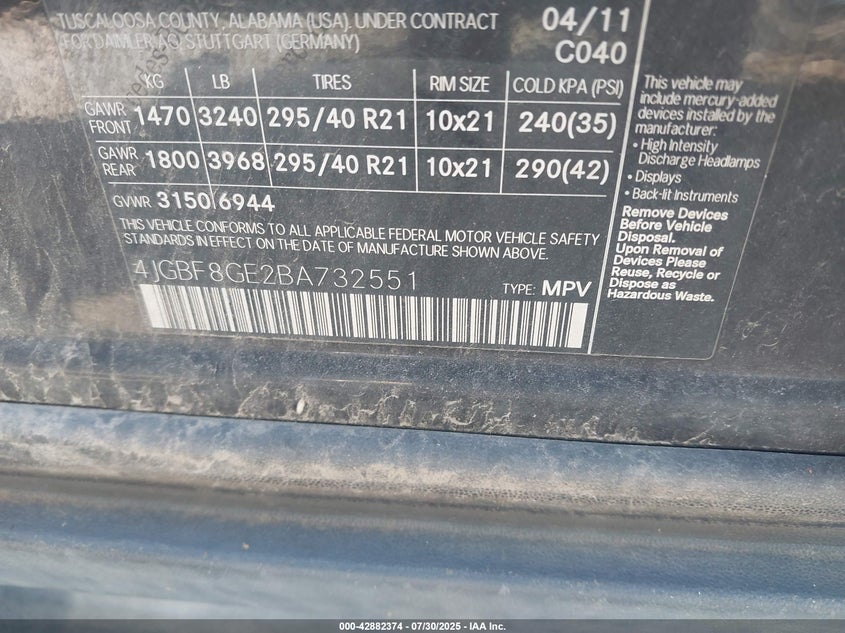 TUSCALOOSA COUNTY, ALABAMA (USA), UNDER CONTRACT
FOR DAIMLER AG STUTTGART (GERMANY)
04/11
C040
KG LB TIRES RIM SIZE COLD KPA (PSI)
GAWR FRONT 1470 3240 295/40 R21 10x21 240(35)
GAWR REAR 1800 3968 295/40 R21 10x21 290(42)
GVWR 3150 6944
THIS VEHICLE CONFORMS TO ALL APPLICABLE FEDERAL MOTOR VEHICLE SAFETY
STANDARDS IN EFFECT ON THE DATE OF MANUFACTURE SHOWN ABOVE.
4JGBF8GE2BA732551
TYPE: MPV
This vehicle may
include mercury-added
devices installed by the
manufacturer:
• High Intensity
Discharge Headlamps
• Displays
• Back-lit Instruments
Remove Devices
Before Vehicle
Disposal.
Upon Removal of
Devices Please
Reuse, Recycle or
Dispose as
Hazardous Waste.
000-42882374 | 07/30/2025 - IAA Inc.